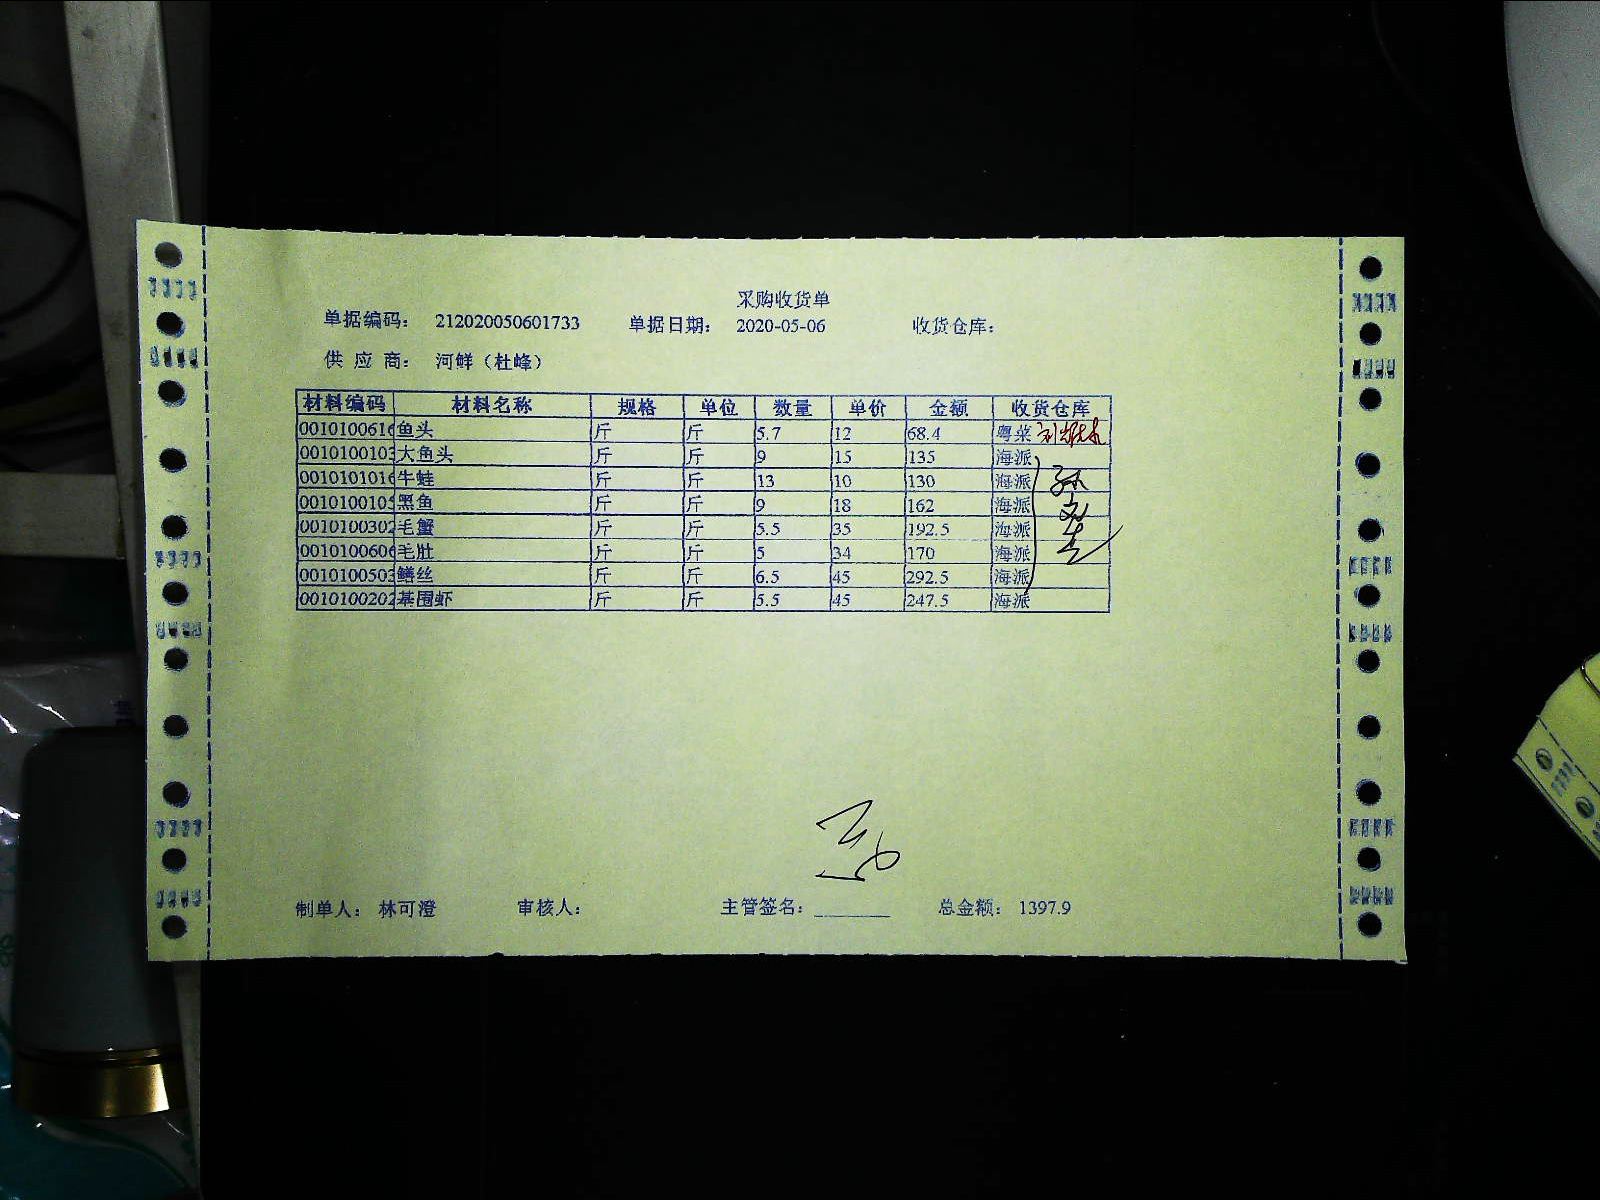 采购收货单
单据编码： 212020050601733 单据日期： 2020-05-06 收货仓库：
供 应 商： 河鲜（杜峰）
材料编码 材料名称 规格 单位 数量 单价 金额 收货仓库
0010100616 鱼头 斤 斤 5.7 12 68.4 粤菜
0010100103 大鱼头 斤 斤 9 15 135 海派
0010101016 牛蛙 斤 斤 13 10 130 海派
0010100105 黑鱼 斤 斤 9 18 162 海派
0010100302 毛蟹 斤 斤 5.5 35 192.5 海派
0010100606 毛肚 斤 斤 5 34 170 海派
0010100503 鳝丝 斤 斤 6.5 45 292.5 海派
0010100202 基围虾 斤 斤 5.5 45 247.5 海派
制单人： 林可澄 审核人： 主管签名： 总金额： 1397.9